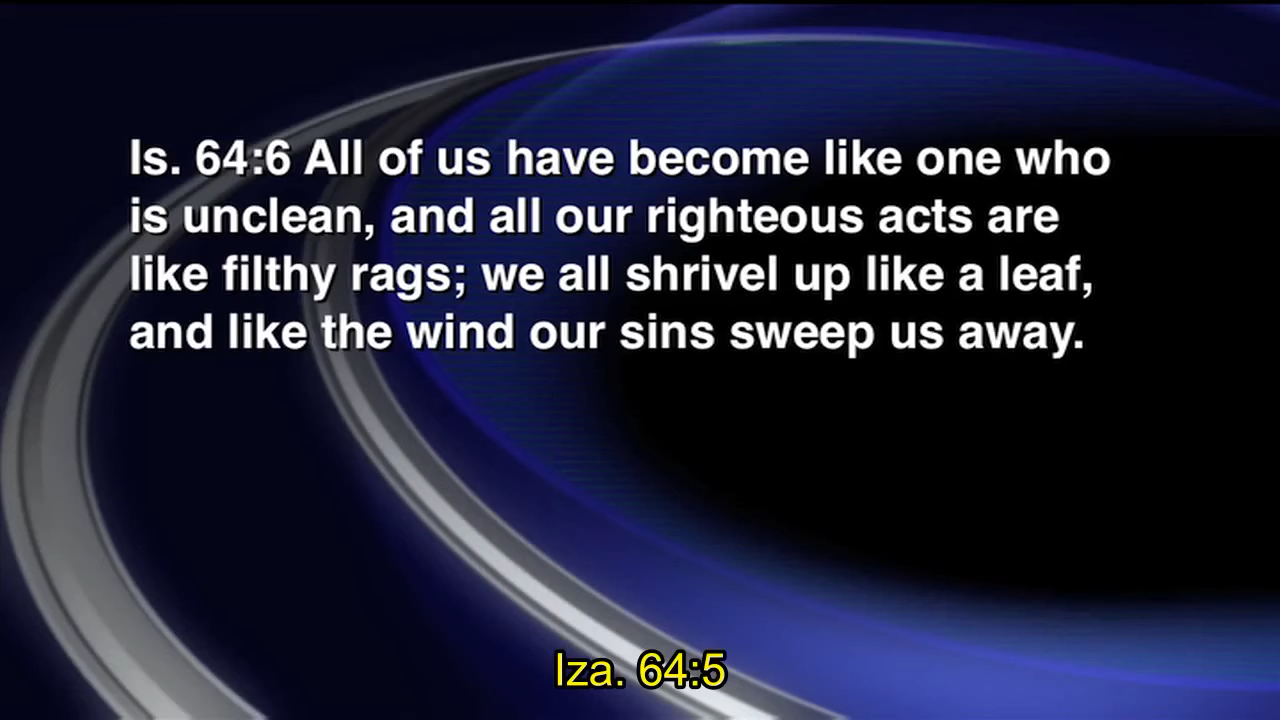 Is. 64:6 All of us have become like one who
is unclean, and all our righteous acts are
like filthy rags; we all shrivel up like a leaf,
and like the wind our sins sweep us away.
Iza. 64:5